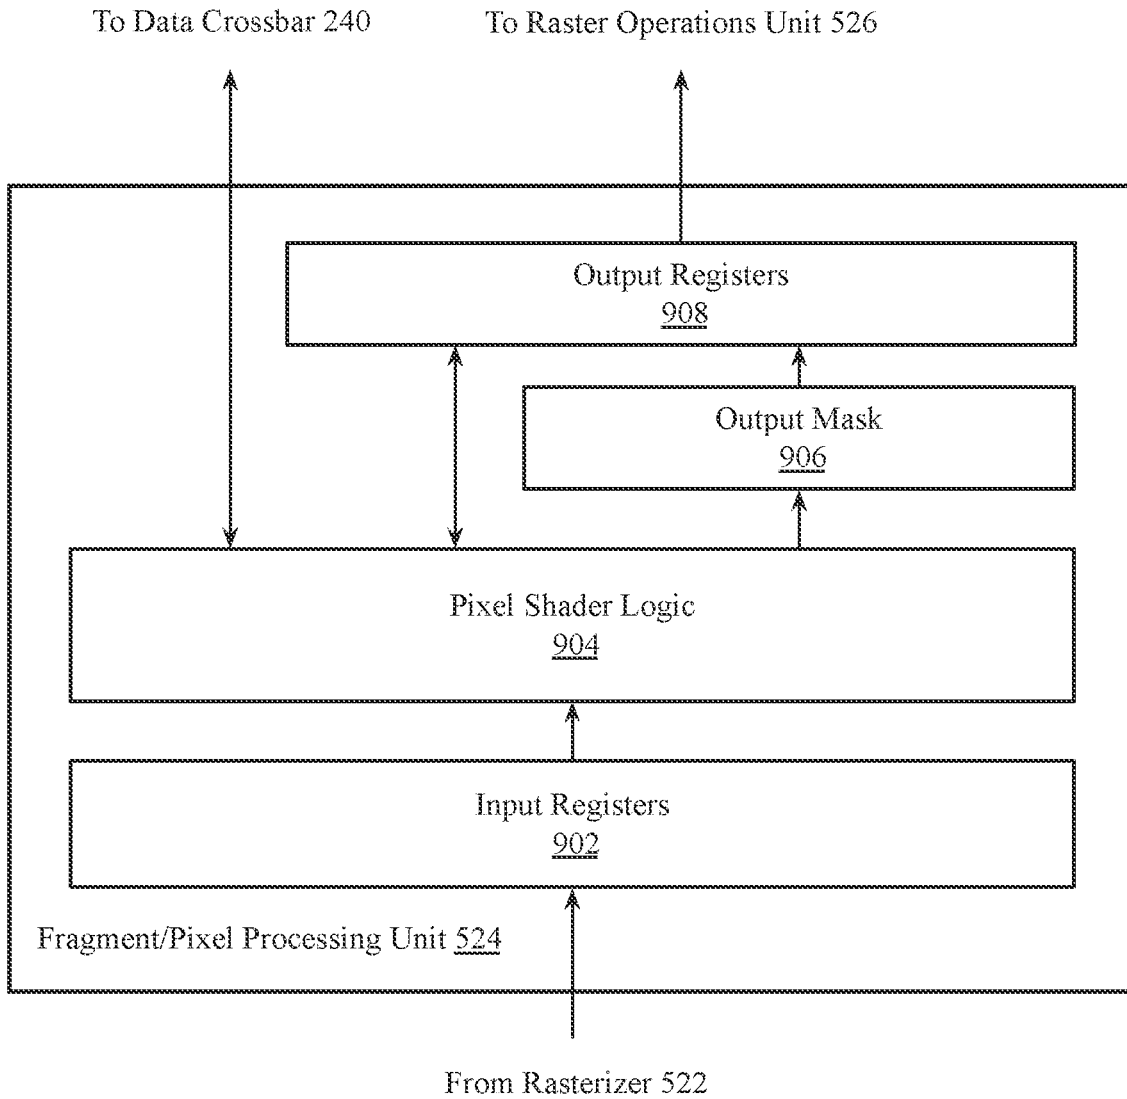 To Data Crossbar 240
To Raster Operations Unit 526
Output Registers
908
Output Mask
906
Pixel Shader Logic
904
Input Registers
902
Fragment/Pixel Processing Unit 524
From Rasterizer 522